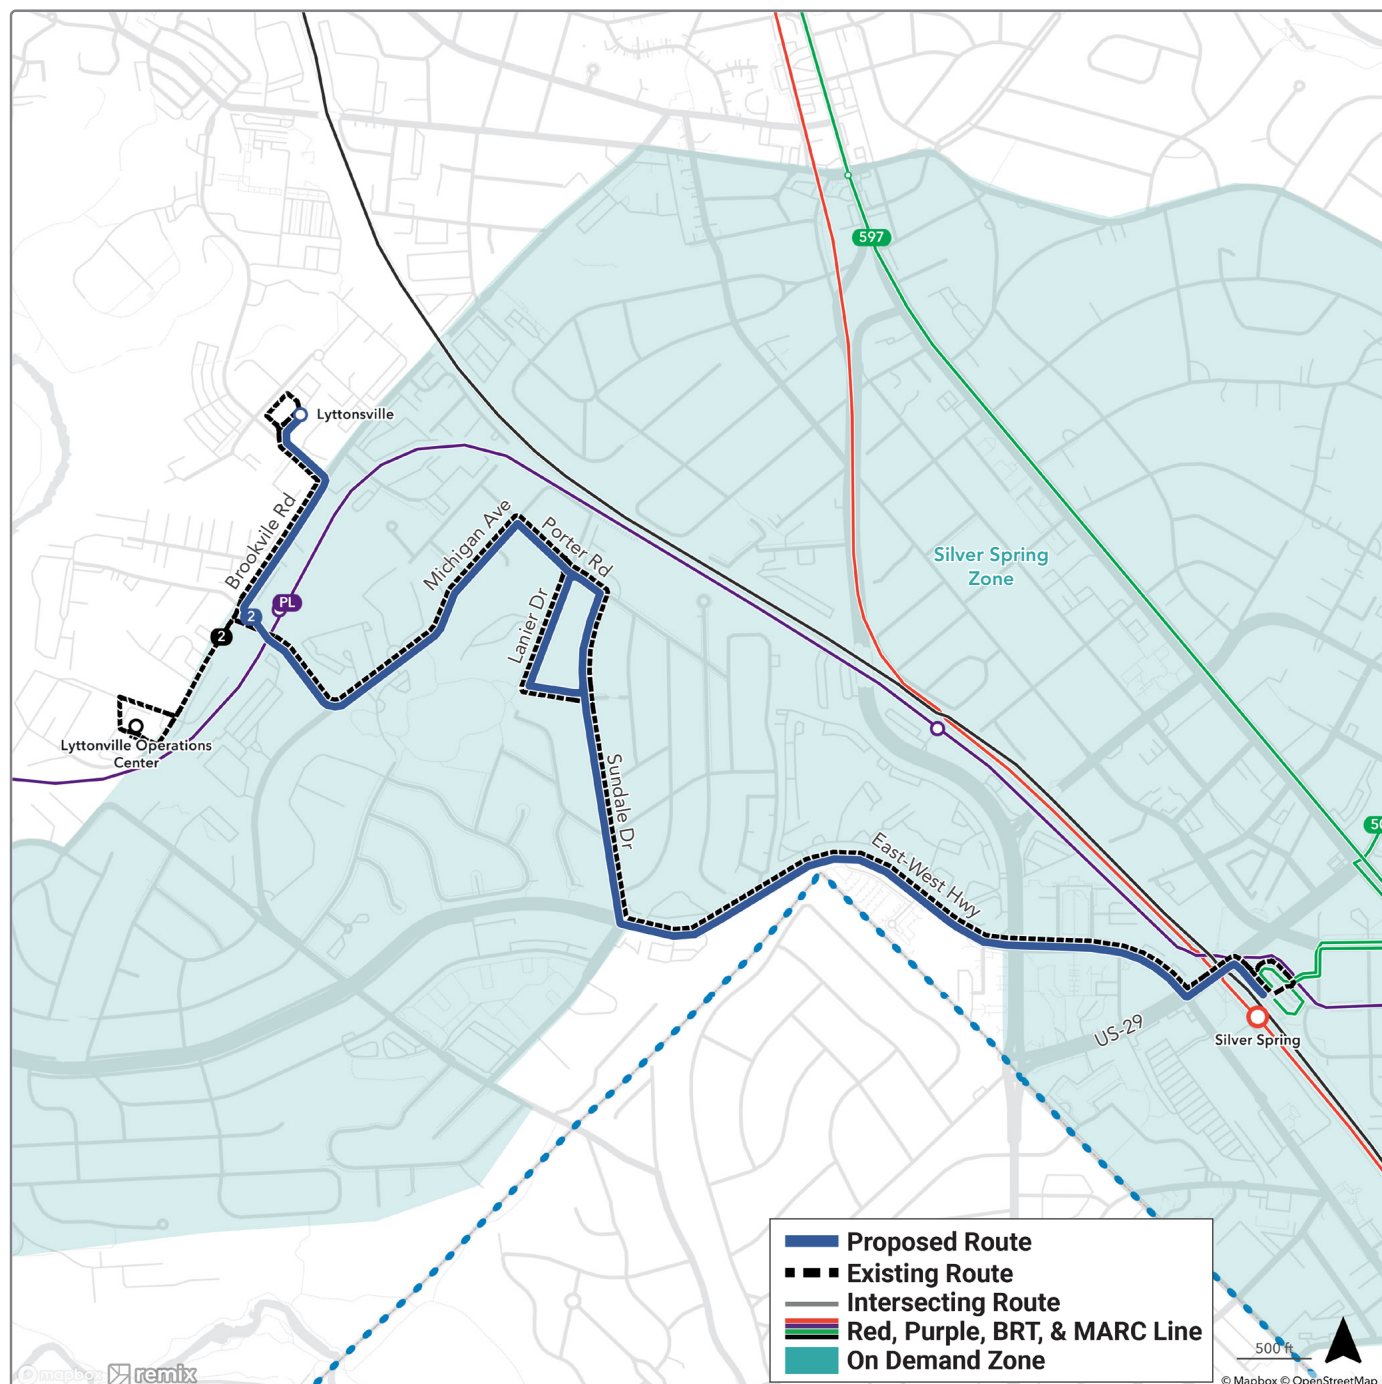 597
Lyttonsville
Brookvile Rd
Michigan Ave
Porter Rd
Silver Spring
Zone
PL
2
2
Lanier Dr
Lyttonville Operations
Center
Sundale Dr
East-West Hwy
US-29
Silver Spring
Proposed Route
Existing Route
Intersecting Route
Red, Purple, BRT, & MARC Line
On Demand Zone
500 ft
mapbox remix
© Mapbox © OpenStreetMap